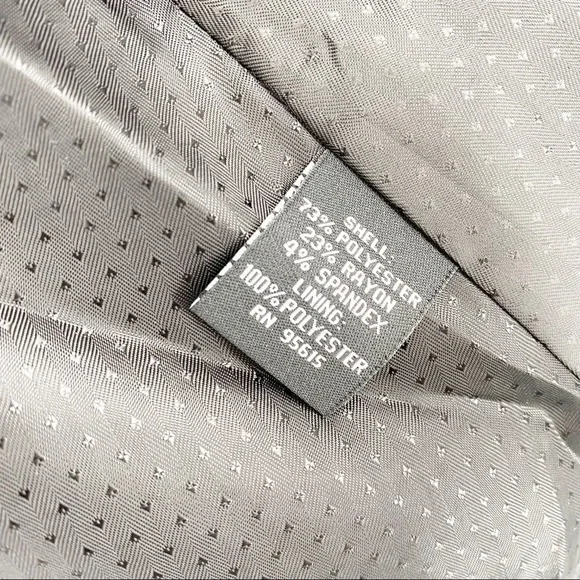 SHELL:
73% POLYESTER
23% RAYON
4% SPANDEX
LINING:
100% POLYESTER
RN 95615